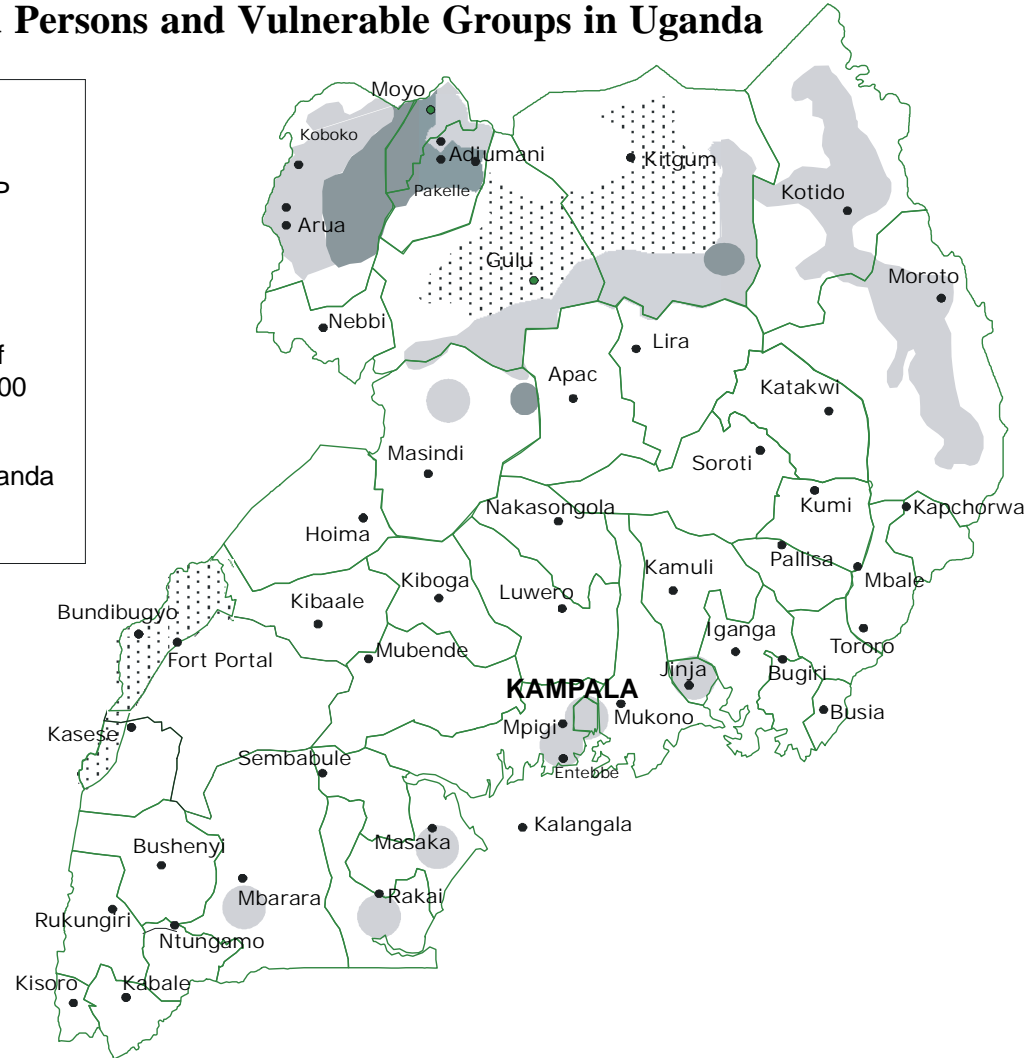 Persons and Vulnerable Groups in Uganda
P
f
00
anda
Moyo
Koboko
Adjumani
Kitgum
Pakelle
Kotido
Arua
Gulu
Moroto
Nebbi
Lira
Apac
Katakwi
Masindi
Soroti
Nakasongola
Kumi
Kapchorwa
Hoima
Pallisa
Kamuli
Mbale
Kiboga
Luwero
Kibaale
Bundibugyo
Iganga
Tororo
Mubende
Fort Portal
Jinja
Bugiri
KAMPALA
Mukono
Busia
Mpigi
Kasese
Sembabule
Entebbe
Kalangala
Masaka
Bushenyi
Mbarara
Rakai
Rukungiri
Ntungamo
Kisoro
Kabale